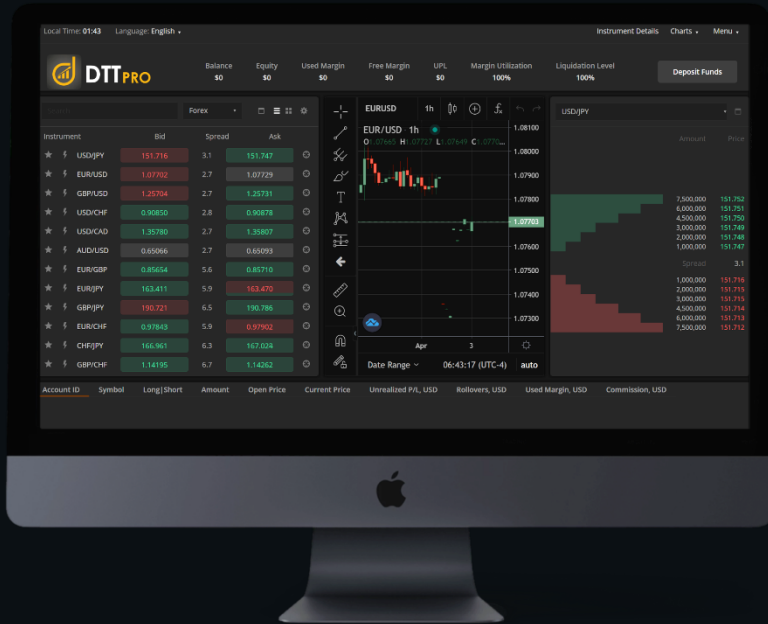 Local Time: 01:43 Language: English Instrument Details Charts Menu
DTT PRO
Balance Equity Used Margin Free Margin UPL Margin Utilization Liquidation Level
$0 $0 $0 $0 $0 100% 100%
Deposit Funds
Forex
Instrument Bid Spread Ask
USD/JPY 151.716 3.1 151.747
EUR/USD 1.07702 2.7 1.07729
GBP/USD 1.25704 2.7 1.25731
USD/CHF 0.90850 2.8 0.90878
USD/CAD 1.35780 2.7 1.35807
AUD/USD 0.65066 2.7 0.65093
EUR/GBP 0.85654 5.6 0.85710
EUR/JPY 163.411 5.9 163.470
GBP/JPY 190.721 6.5 190.786
EUR/CHF 0.97843 5.9 0.97902
CHF/JPY 166.961 6.3 167.024
GBP/CHF 1.14195 6.7 1.14262
EURUSD 1h
EUR/USD 1h
O1.07665 H1.07727 L1.07649 C1.0770...
1.08100
1.08000
1.07900
1.07800
1.07703
1.07600
1.07500
1.07400
1.07300
Apr 3
Date Range 06:43:17 (UTC-4) auto
USD/JPY
Amount Price
7,500,000 151.752
6,000,000 151.751
4,500,000 151.750
3,000,000 151.749
2,000,000 151.748
1,000,000 151.747
Spread 3.1
1,000,000 151.716
2,000,000 151.715
3,000,000 151.715
4,500,000 151.714
6,000,000 151.713
7,500,000 151.712
Account ID Symbol Long|Short Amount Open Price Current Price Unrealized P/L, USD Rollovers, USD Used Margin, USD Commission, USD